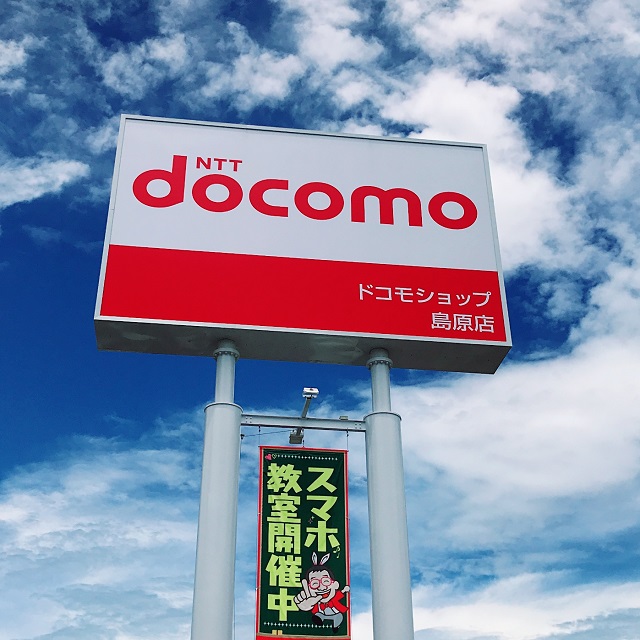 NTT
docomo
ドコモショップ
島原店
スマホ
教室開催中